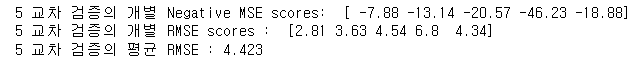 5 교차 검증의 개별 Negative MSE scores:  [ -7.88 -13.14 -20.57 -46.23 -18.88]
5 교차 검증의 개별 RMSE scores :  [2.81 3.63 4.54 6.8  4.34]
5 교차 검증의 평균 RMSE : 4.423